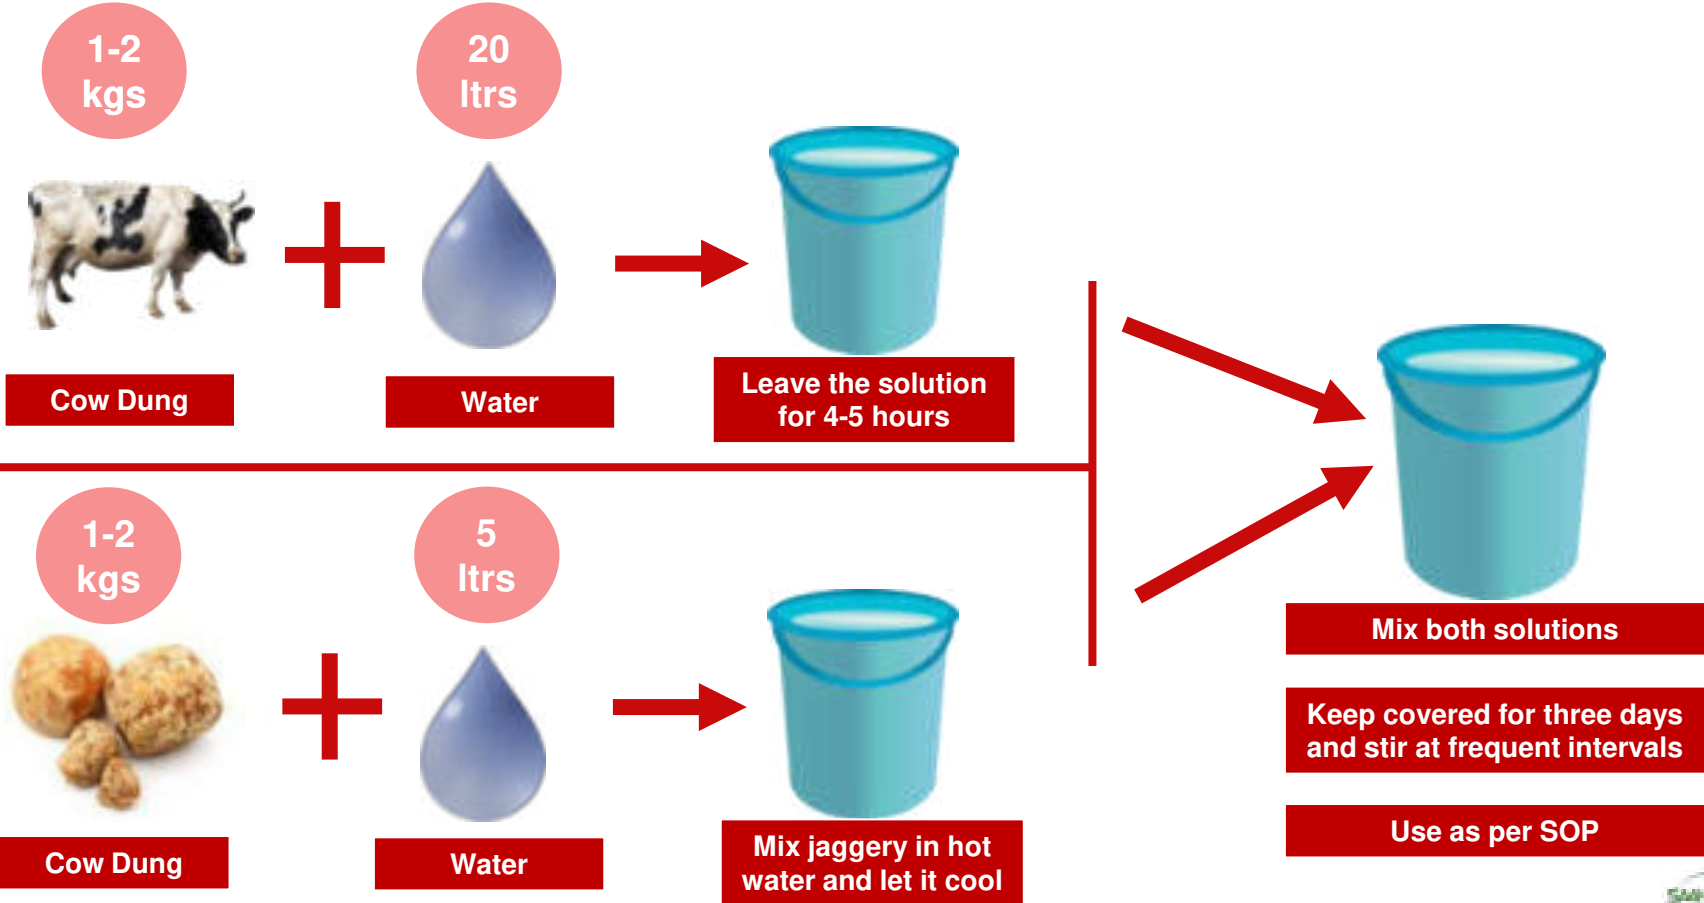 1-2
kgs
20
ltrs
Cow Dung
Water
Leave the solution
for 4-5 hours
1-2
kgs
5
ltrs
Cow Dung
Water
Mix jaggery in hot
water and let it cool
Mix both solutions
Keep covered for three days
and stir at frequent intervals
Use as per SOP